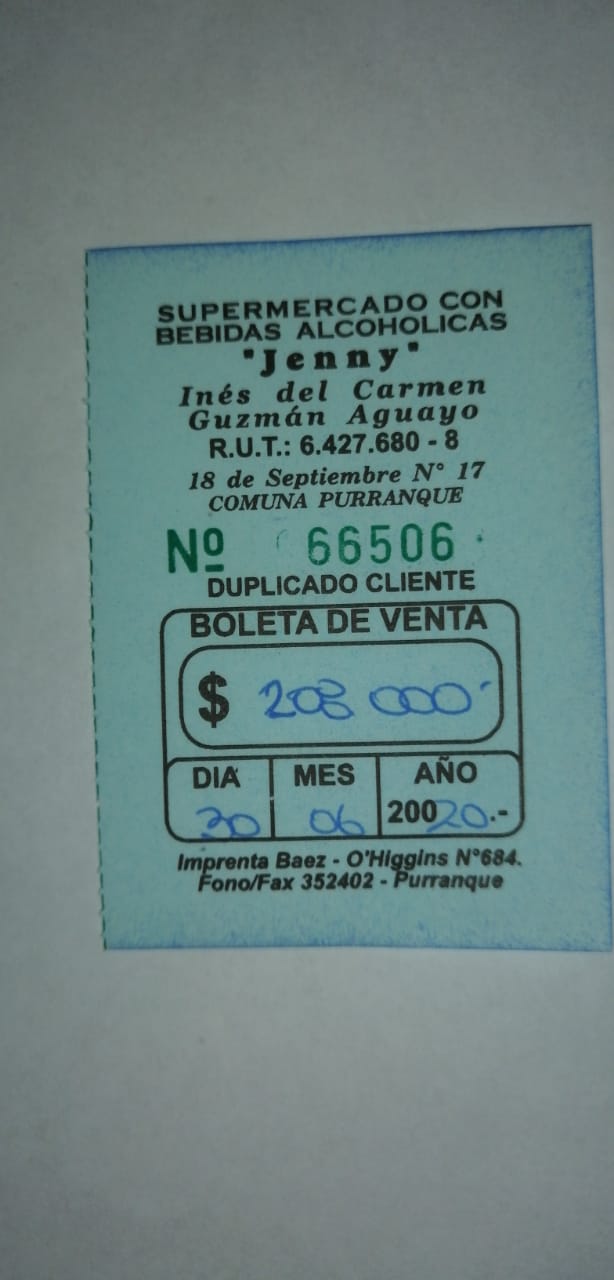 SUPERMERCADO CON
BEBIDAS ALCOHOLICAS
"Jenny"
Inés del Carmen
Guzmán Aguayo
R.U.T.: 6.427.680 - 8
18 de Septiembre N° 17
COMUNA PURRANQUE
Nº 66506
DUPLICADO CLIENTE
BOLETA DE VENTA
$ 208 000
DIA MES AÑO
30 06 20020.-
Imprenta Baez - O'Higgins N°684.
Fono/Fax 352402 - Purranque